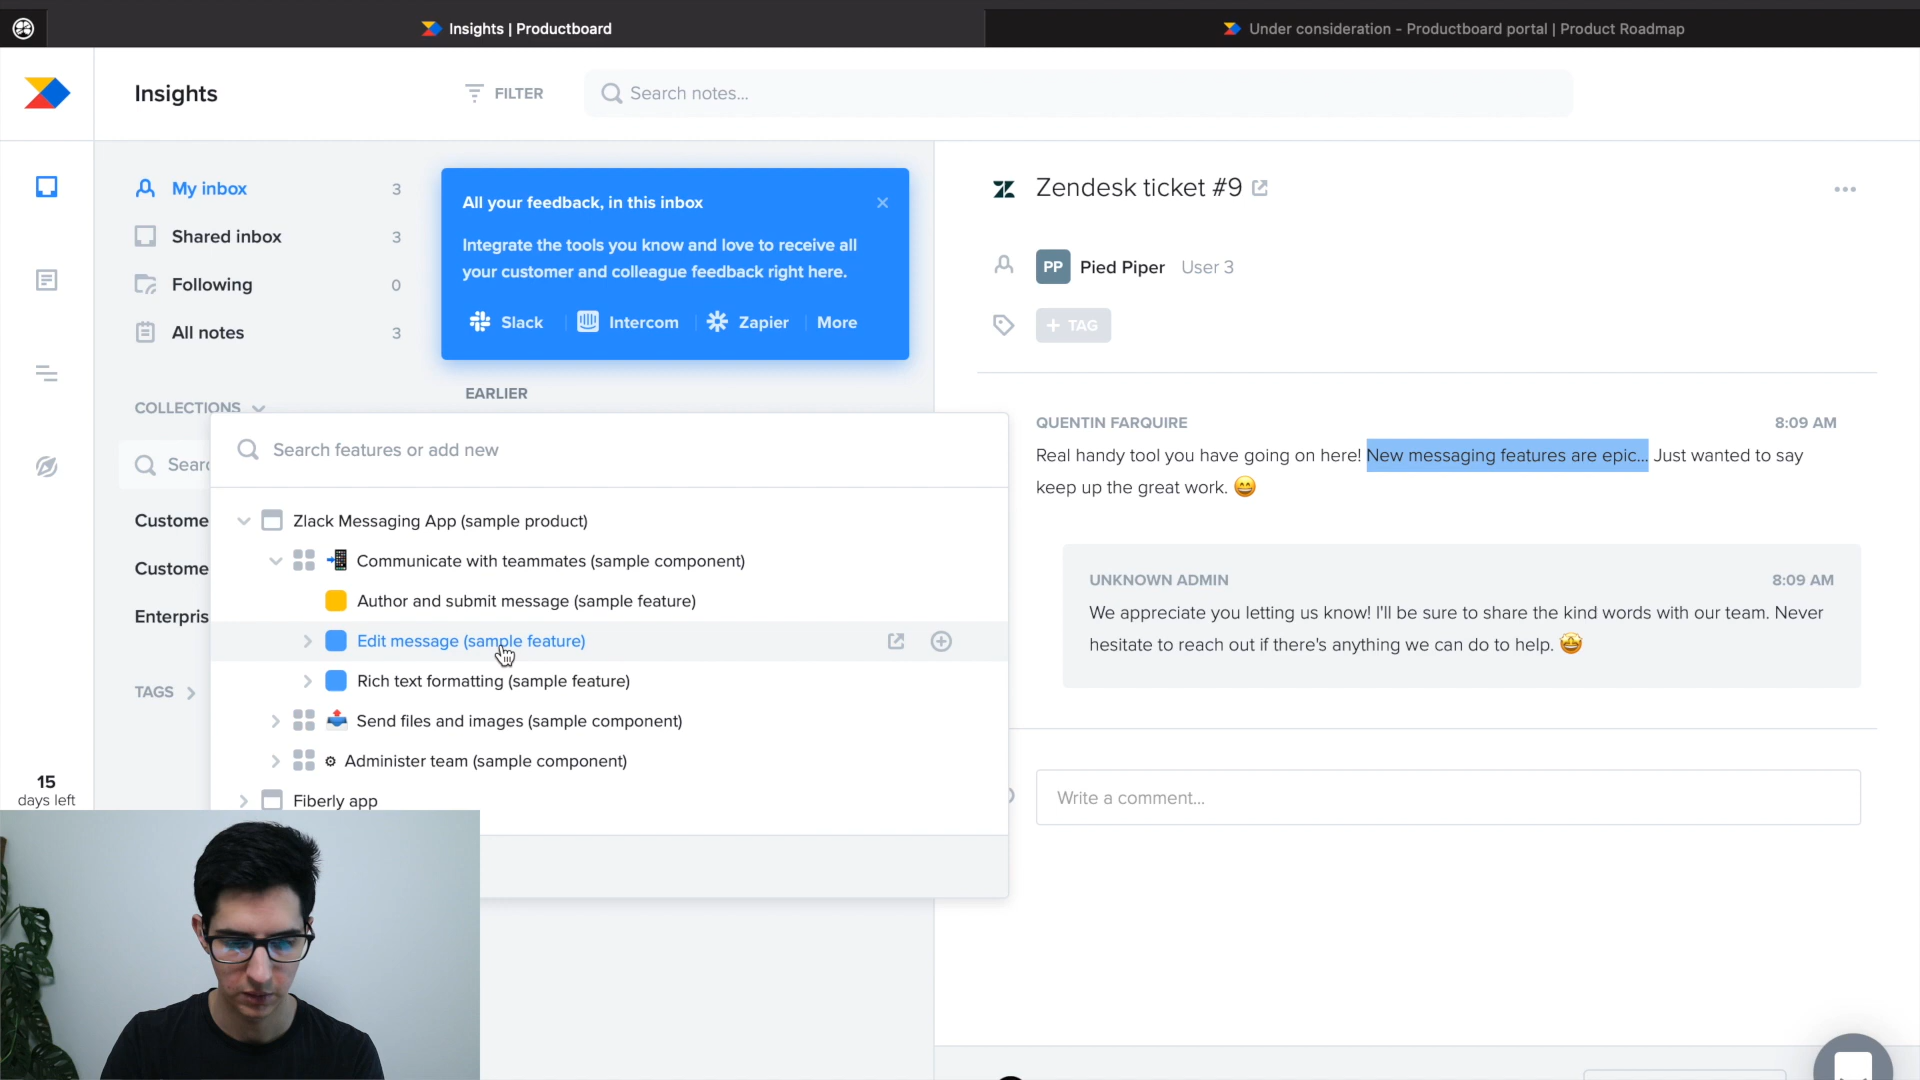 Insights | Productboard
Under consideration - Productboard portal | Product Roadmap
Insights
FILTER
Search notes...
My inbox 3
Shared inbox 3
Following 0
All notes 3
COLLECTIONS
Sear
Custome
Custome
Enterpris
TAGS
15
days left
All your feedback, in this inbox
Integrate the tools you know and love to receive all
your customer and colleague feedback right here.
Slack
Intercom
Zapier
More
EARLIER
Search features or add new
Zlack Messaging App (sample product)
Communicate with teammates (sample component)
Author and submit message (sample feature)
Edit message (sample feature)
Rich text formatting (sample feature)
Send files and images (sample component)
Administer team (sample component)
Fiberly app
Zendesk ticket #9
PP Pied Piper User 3
+ TAG
QUENTIN FARQUIRE 8:09 AM
Real handy tool you have going on here! New messaging features are epic... Just wanted to say
keep up the great work. 😄
UNKNOWN ADMIN 8:09 AM
We appreciate you letting us know! I'll be sure to share the kind words with our team. Never
hesitate to reach out if there's anything we can do to help. 🤩
Write a comment...